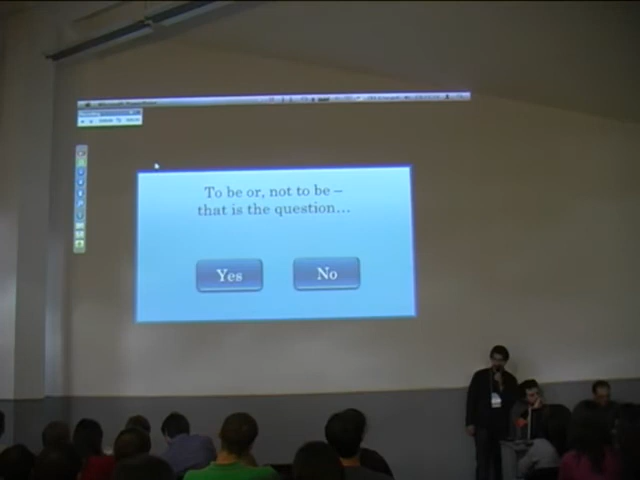 To be or, not to be –
that is the question...
Yes No